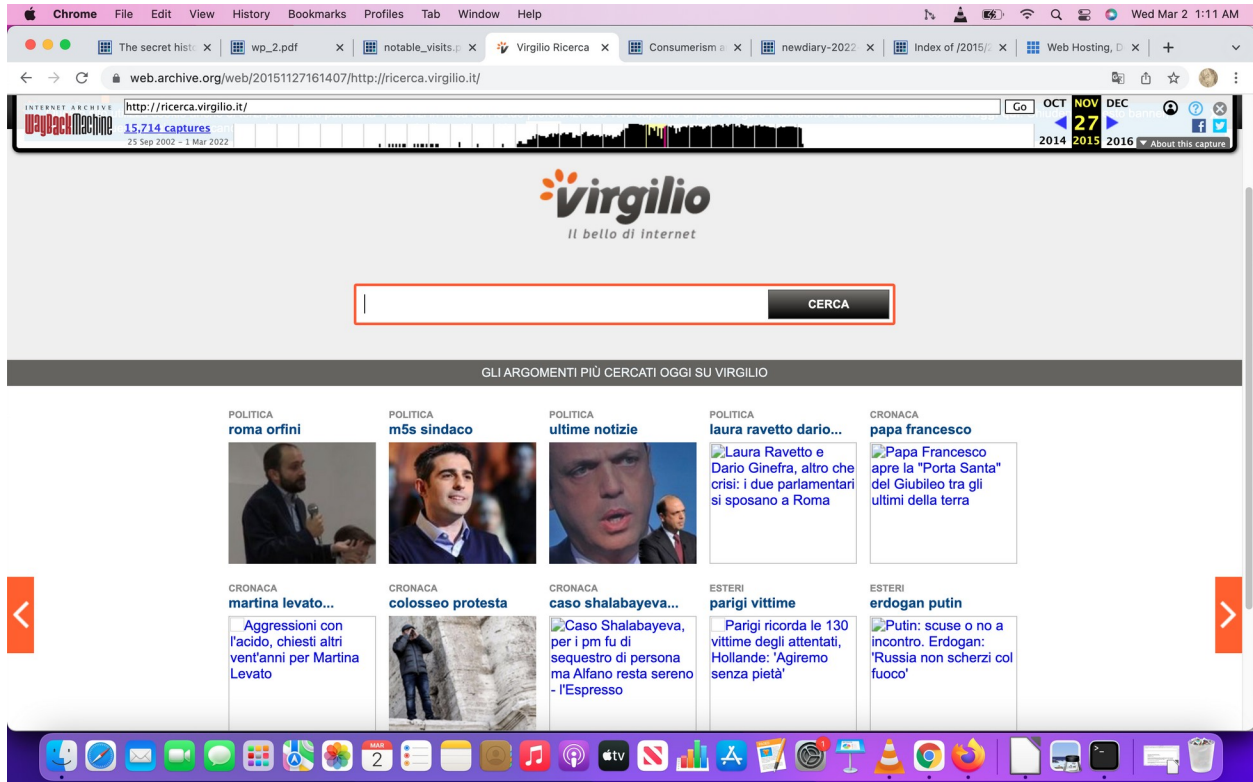 Chrome File Edit View History Bookmarks Profiles Tab Window Help Wed Mar 2 1:11 AM
The secret histo wp_2.pdf notable_visits.p Virgilio Ricerca Consumerism a newdiary-2022 Index of /2015/2 Web Hosting, D
web.archive.org/web/20151127161407/http://ricerca.virgilio.it/
INTERNET ARCHIVE
WayBackMachine
http://ricerca.virgilio.it/ Go OCT NOV DEC
15,714 captures 27
25 Sep 2002 – 1 Mar 2022 2014 2015 2016 About this capture
virgilio
Il bello di internet
CERCA
GLI ARGOMENTI PIÙ CERCATI OGGI SU VIRGILIO
POLITICA
roma orfini
POLITICA
m5s sindaco
POLITICA
ultime notizie
POLITICA
laura ravetto dario...
Laura Ravetto e
Dario Ginefra, altro che
crisi: i due parlamentari
si sposano a Roma
CRONACA
papa francesco
Papa Francesco
apre la "Porta Santa"
del Giubileo tra gli
ultimi della terra
CRONACA
martina levato...
Aggressioni con
l'acido, chiesti altri
vent'anni per Martina
Levato
CRONACA
colosseo protesta
CRONACA
caso shalabayeva...
Caso Shalabayeva,
per i pm fu di
sequestro di persona
ma Alfano resta sereno
- l'Espresso
ESTERI
parigi vittime
Parigi ricorda le 130
vittime degli attentati,
Hollande: 'Agiremo
senza pietà'
ESTERI
erdogan putin
Putin: scuse o no a
incontro. Erdogan:
'Russia non scherzi col
fuoco'
MAR
2
tv